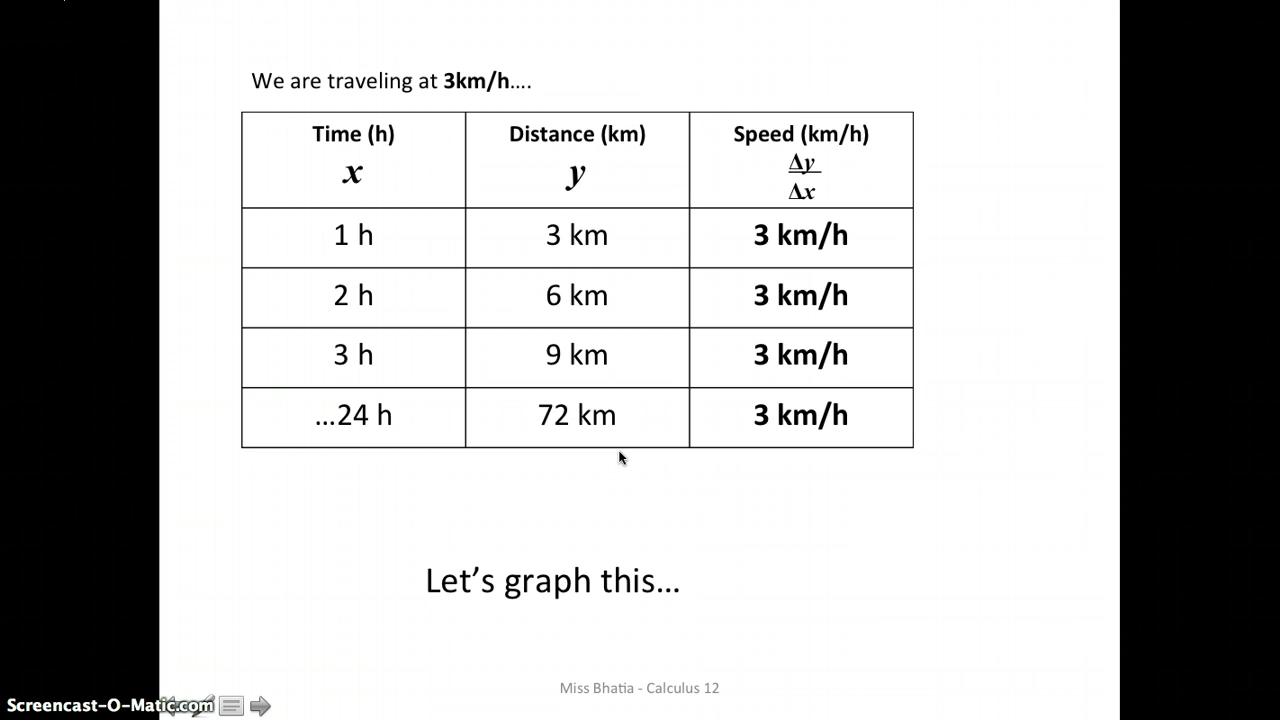 We are traveling at 3km/h....
Time (h) Distance (km) Speed (km/h)
x y Δy
Δx
1 h 3 km 3 km/h
2 h 6 km 3 km/h
3 h 9 km 3 km/h
...24 h 72 km 3 km/h
Let's graph this...
Miss Bhatia - Calculus 12
Screencast-O-Matic.com